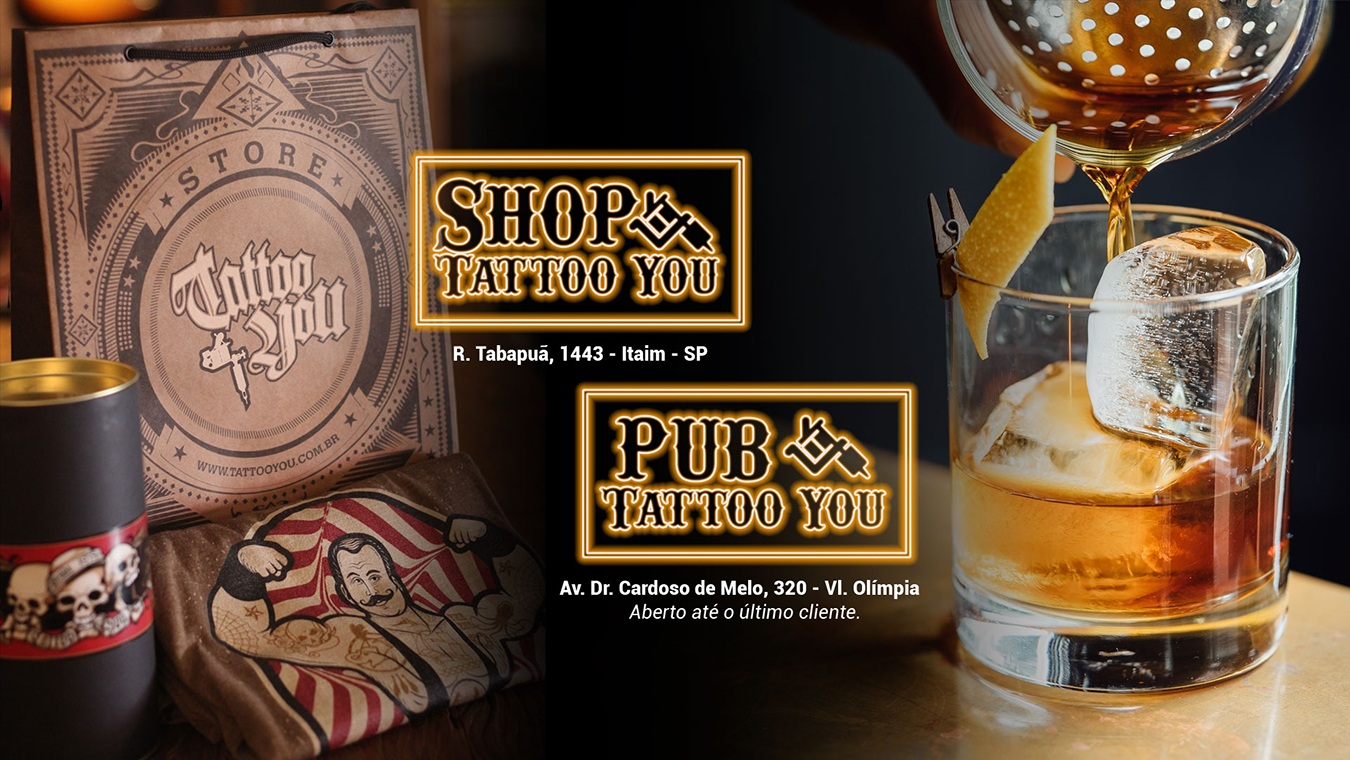 STORE
Tattoo
You
WWW.TATTOOYOU.COM.BR
SHOP
TATTOO YOU
R. Tabapuã, 1443 - Itaim - SP
PUB
TATTOO YOU
Av. Dr. Cardoso de Melo, 320 - Vl. Olímpia
Aberto até o último cliente.